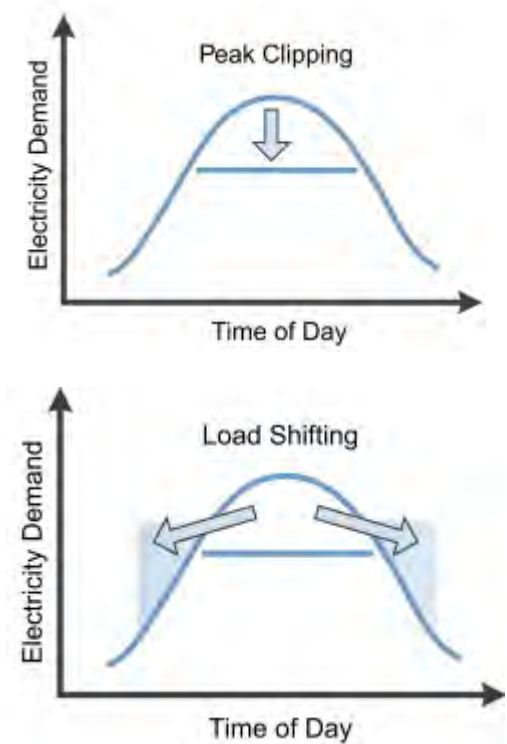 Peak Clipping
Electricity Demand
Time of Day
Load Shifting
Electricity Demand
Time of Day